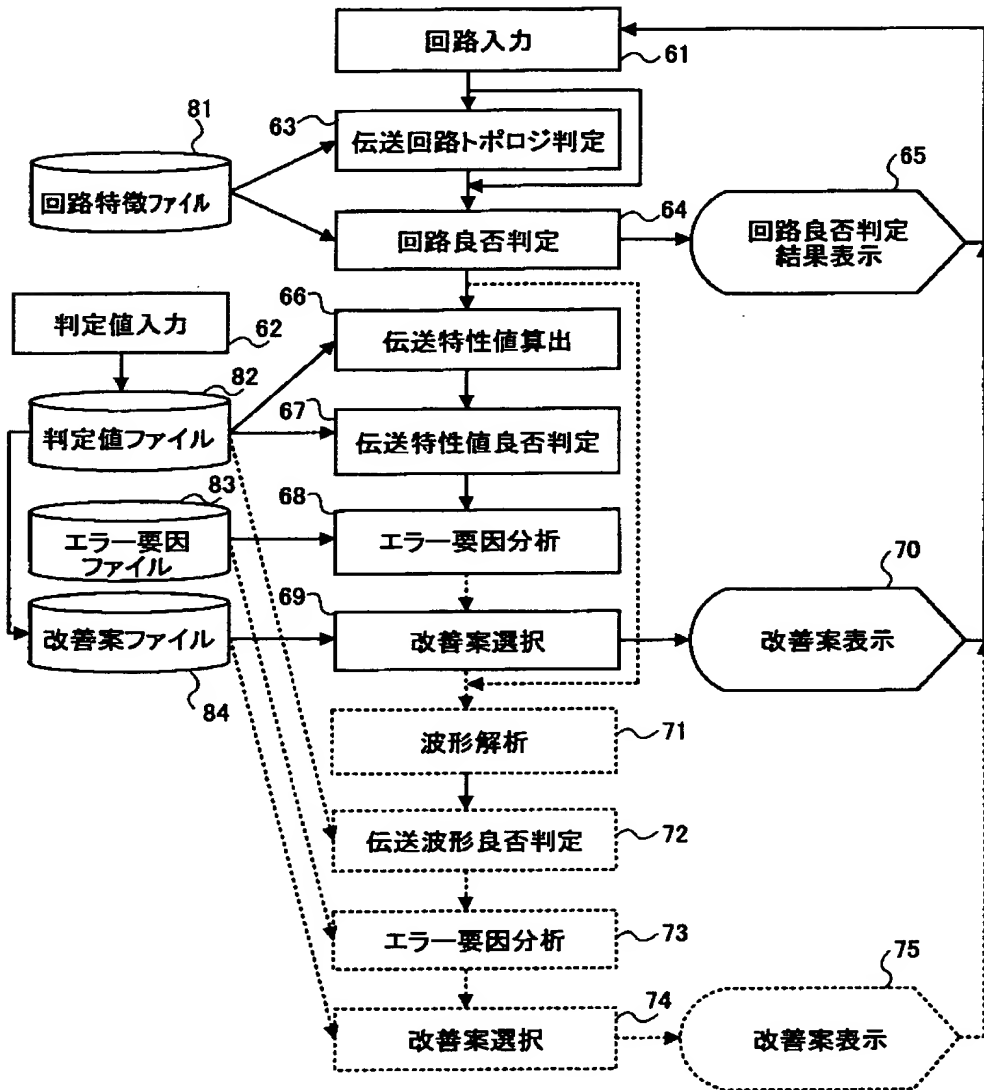 回路入力
61
81
63
伝送回路トポロジ判定
65
回路特徴ファイル
64
回路良否判定
回路良否判定
結果表示
66
判定値入力
62
伝送特性値算出
82
67
判定値ファイル
伝送特性値良否判定
83
68
エラー要因
ファイル
エラー要因分析
70
69
改善案ファイル
改善案選択
改善案表示
84
波形解析
71
伝送波形良否判定
72
エラー要因分析
73
75
74
改善案選択
改善案表示